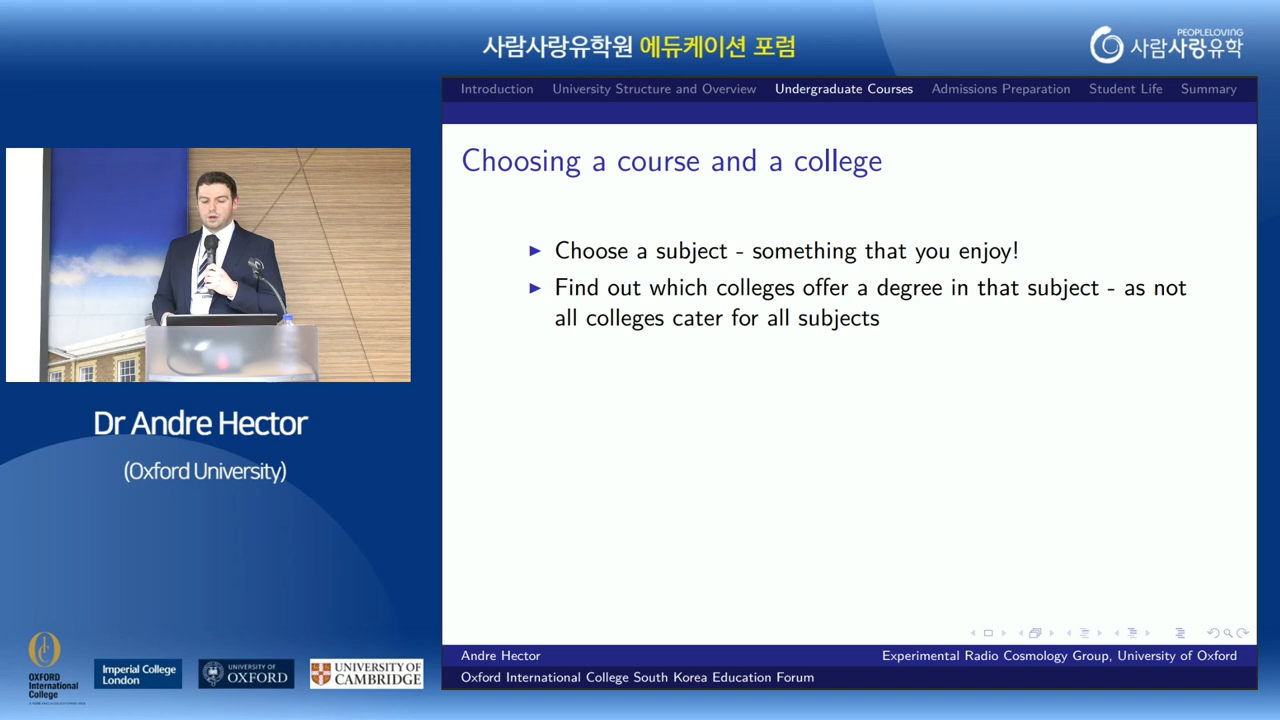 사람사랑유학원 에듀케이션 포럼
PEOPLELOVING
사람사랑유학
Introduction University Structure and Overview Undergraduate Courses Admissions Preparation Student Life Summary
Choosing a course and a college
Choose a subject - something that you enjoy!
Find out which colleges offer a degree in that subject - as not
all colleges cater for all subjects
Dr Andre Hector
(Oxford University)
OXFORD
International
College
Imperial College
London
UNIVERSITY OF
OXFORD
UNIVERSITY OF
CAMBRIDGE
Andre Hector Experimental Radio Cosmology Group, University of Oxford
Oxford International College South Korea Education Forum